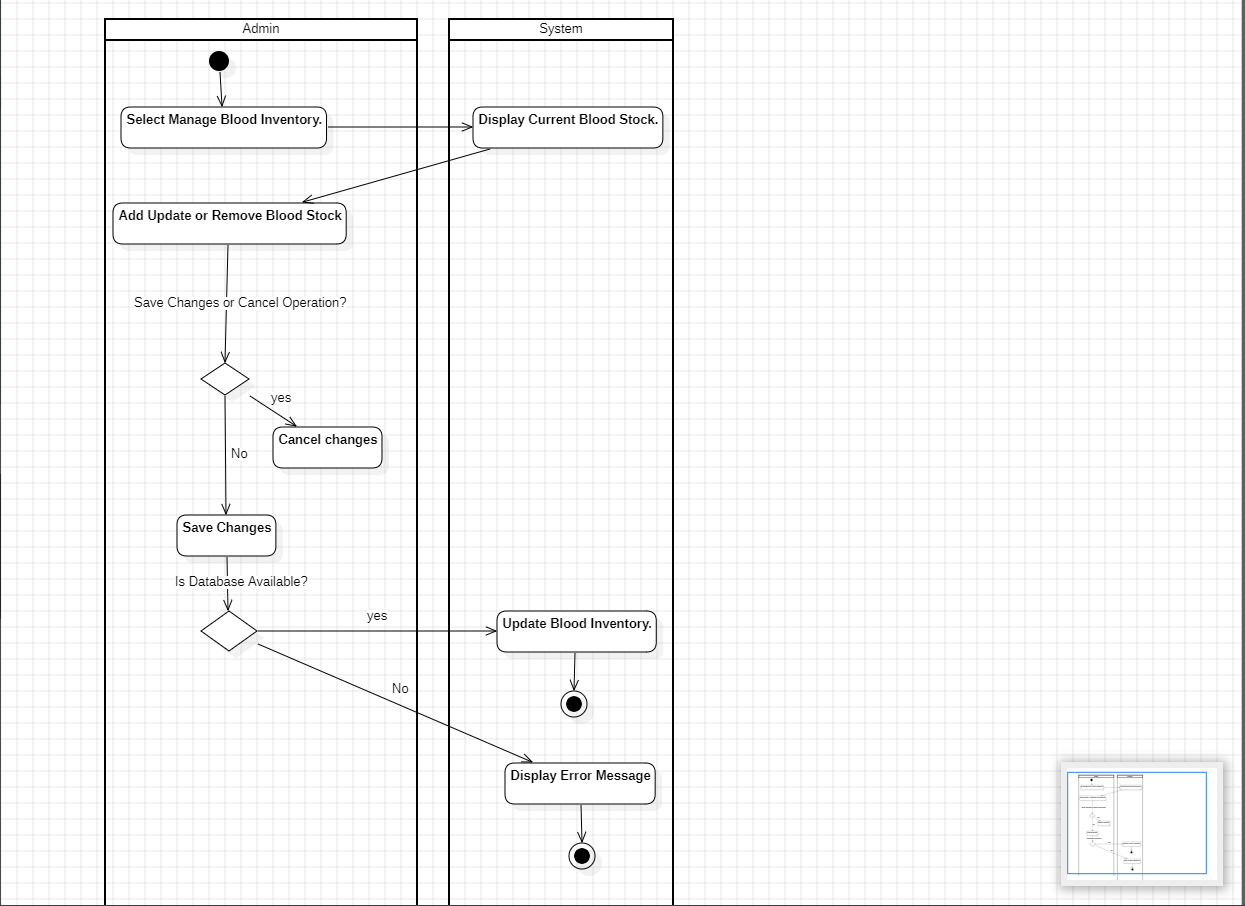 Admin
System
Select Manage Blood Inventory.
Display Current Blood Stock.
Add Update or Remove Blood Stock
Save Changes or Cancel Operation?
yes
Cancel changes
No
Save Changes
Is Database Available?
yes
Update Blood Inventory.
No
Display Error Message